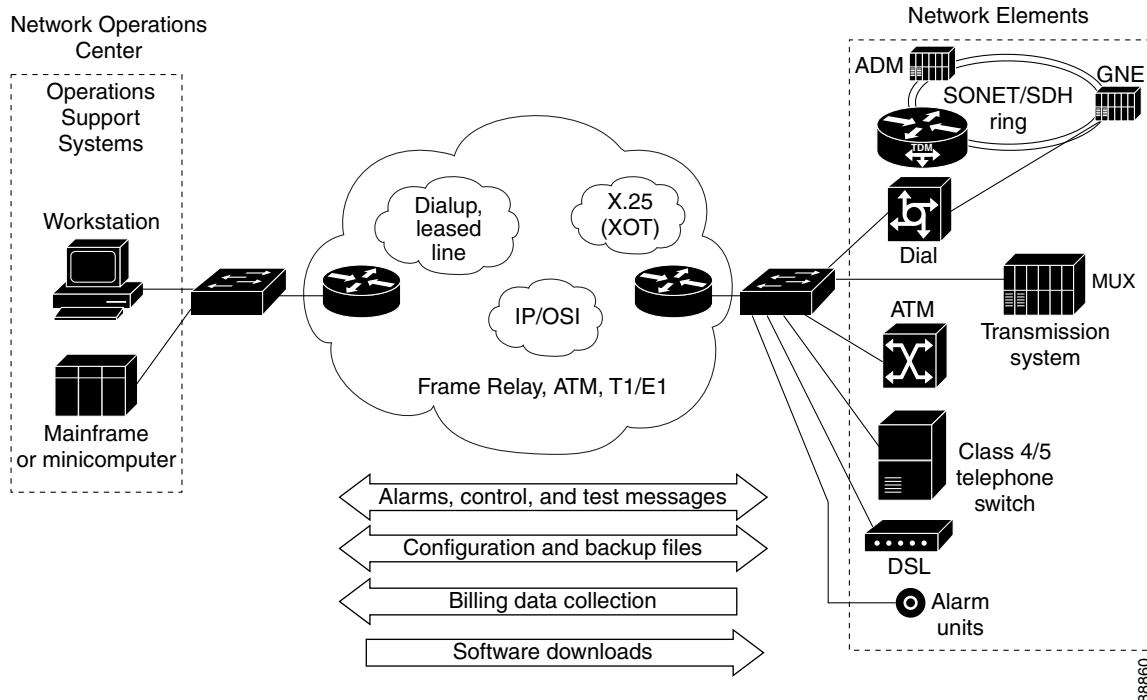 Network Operations
Center
Operations
Support
Systems
Workstation
Mainframe
or minicomputer
Dialup,
leased
line
X.25
(XOT)
IP/OSI
Frame Relay, ATM, T1/E1
Alarms, control, and test messages
Configuration and backup files
Billing data collection
Software downloads
Network Elements
ADM
GNE
SONET/SDH
ring
TDM
Dial
MUX
Transmission
system
ATM
Class 4/5
telephone
switch
DSL
Alarm
units